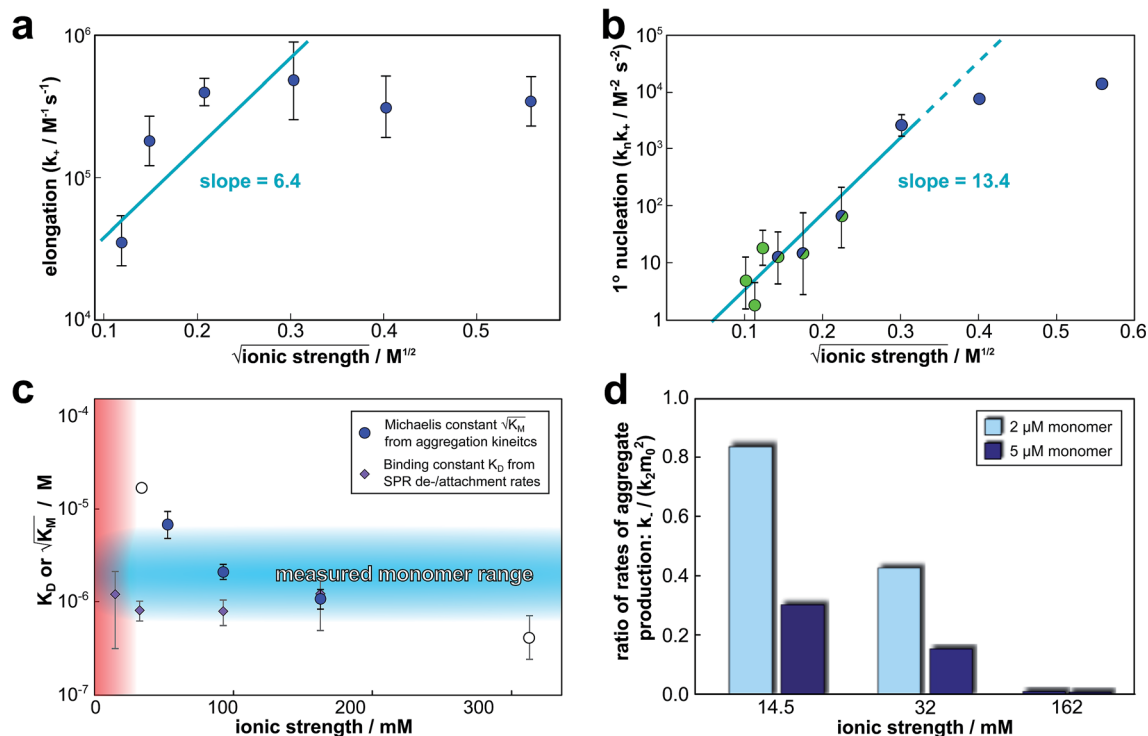 a
elongation (k₊ / M⁻¹ s⁻¹)
10⁶
10⁵
10⁴
slope = 6.4
0.1 0.2 0.3 0.4 0.5
√ionic strength / M^1/2
b
1º nucleation (kₙk₊ / M⁻² s⁻²)
10⁵
10⁴
10³
10²
10
1
slope = 13.4
0.1 0.2 0.3 0.4 0.5 0.6
√ionic strength / M^1/2
c
K_D or √K_M / M
10⁻⁴
10⁻⁵
10⁻⁶
10⁻⁷
Michaelis constant √K_M
from aggregation kineitcs
Binding constant K_D from
SPR de-/attachment rates
measured monomer range
0 100 200 300
ionic strength / mM
d
ratio of rates of aggregate
production: k₋ / (k₂m₀²)
1.0
0.8
0.6
0.4
0.2
0.0
2 µM monomer
5 µM monomer
14.5 32 162
ionic strength / mM